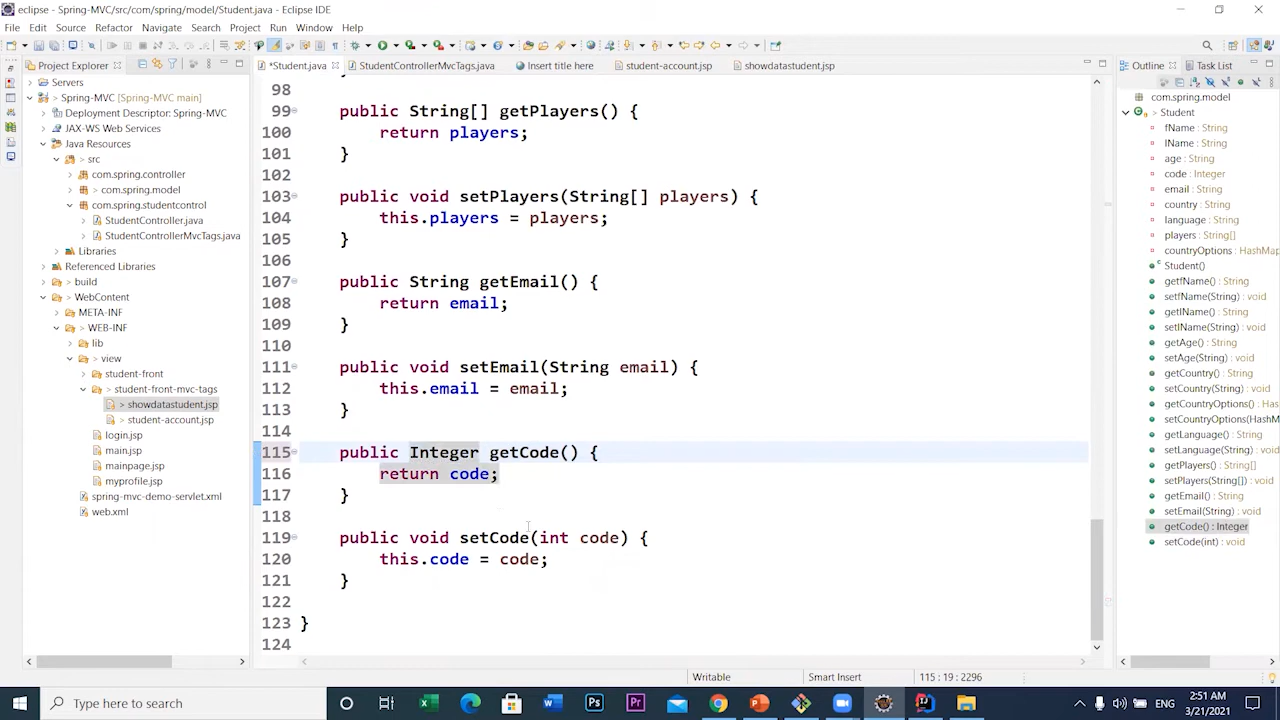 eclipse - Spring-MVC/src/com/spring/model/Student.java - Eclipse IDE
File Edit Source Refactor Navigate Search Project Run Window Help
Project Explorer
*Student.java StudentControllerMvcTags.java Insert title here student-account.jsp showdatastudent.jsp
Outline Task List
Servers
Spring-MVC [Spring-MVC main]
Deployment Descriptor: Spring-MVC
JAX-WS Web Services
Java Resources
> src
com.spring.controller
> com.spring.model
com.spring.studentcontrol
> StudentController.java
> StudentControllerMvcTags.java
Libraries
Referenced Libraries
> build
> WebContent
META-INF
> WEB-INF
lib
> view
student-front
> student-front-mvc-tags
> showdatastudent.jsp
> student-account.jsp
login.jsp
main.jsp
mainpage.jsp
myprofile.jsp
spring-mvc-demo-servlet.xml
web.xml
98
99 public String[] getPlayers() {
100 return players;
101 }
102
103 public void setPlayers(String[] players) {
104 this.players = players;
105 }
106
107 public String getEmail() {
108 return email;
109 }
110
111 public void setEmail(String email) {
112 this.email = email;
113 }
114
115 public Integer getCode() {
116 return code;
117 }
118
119 public void setCode(int code) {
120 this.code = code;
121 }
122
123 }
124
com.spring.model
> Student
fName : String
lName : String
age : String
code : Integer
email : String
country : String
language : String
players : String[]
countryOptions : HashMap
Student()
getfName() : String
setfName(String) : void
getlName() : String
setlName(String) : void
getAge() : String
setAge(String) : void
getCountry() : String
setCountry(String) : void
getCountryOptions() : Has
setCountryOptions(HashMa
getLanguage() : String
setLanguage(String) : void
getPlayers() : String[]
setPlayers(String[]) : void
getEmail() : String
setEmail(String) : void
getCode() : Integer
setCode(int) : void
Writable Smart Insert 115 : 19 : 2296
Type here to search
ENG
2:51 AM
3/21/2021